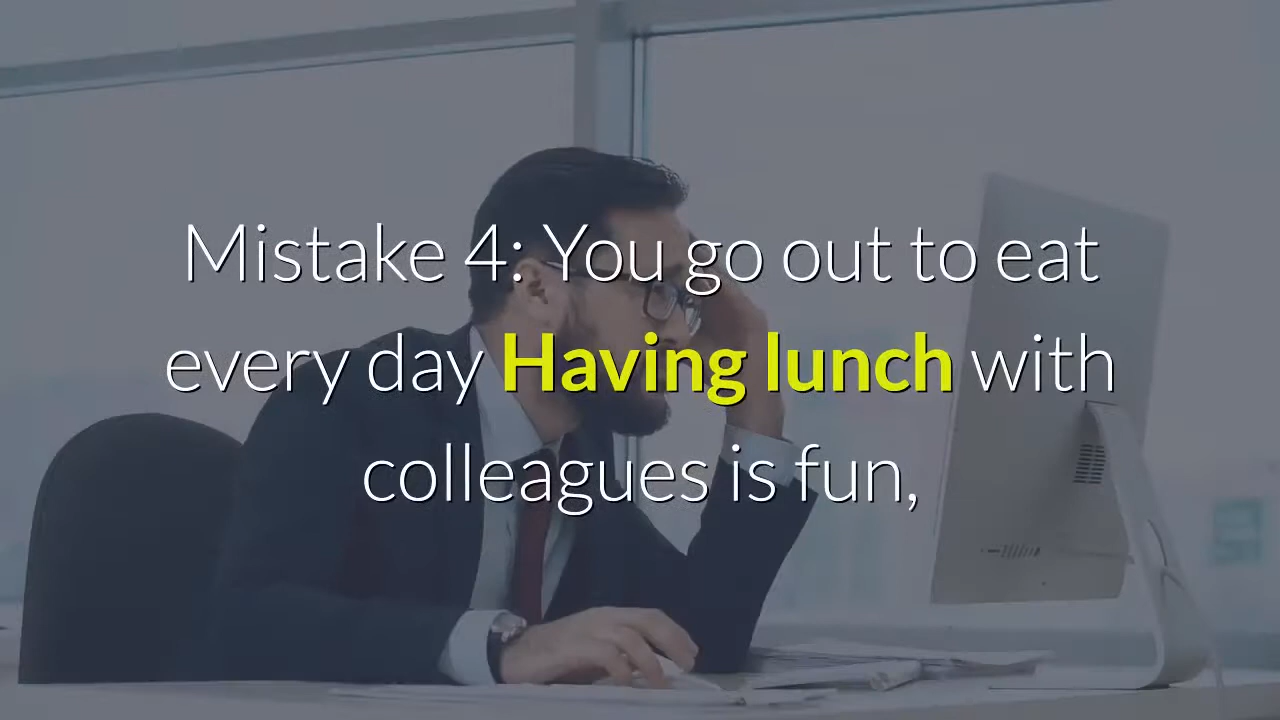 Mistake 4: You go out to eat
every day Having lunch with
colleagues is fun,